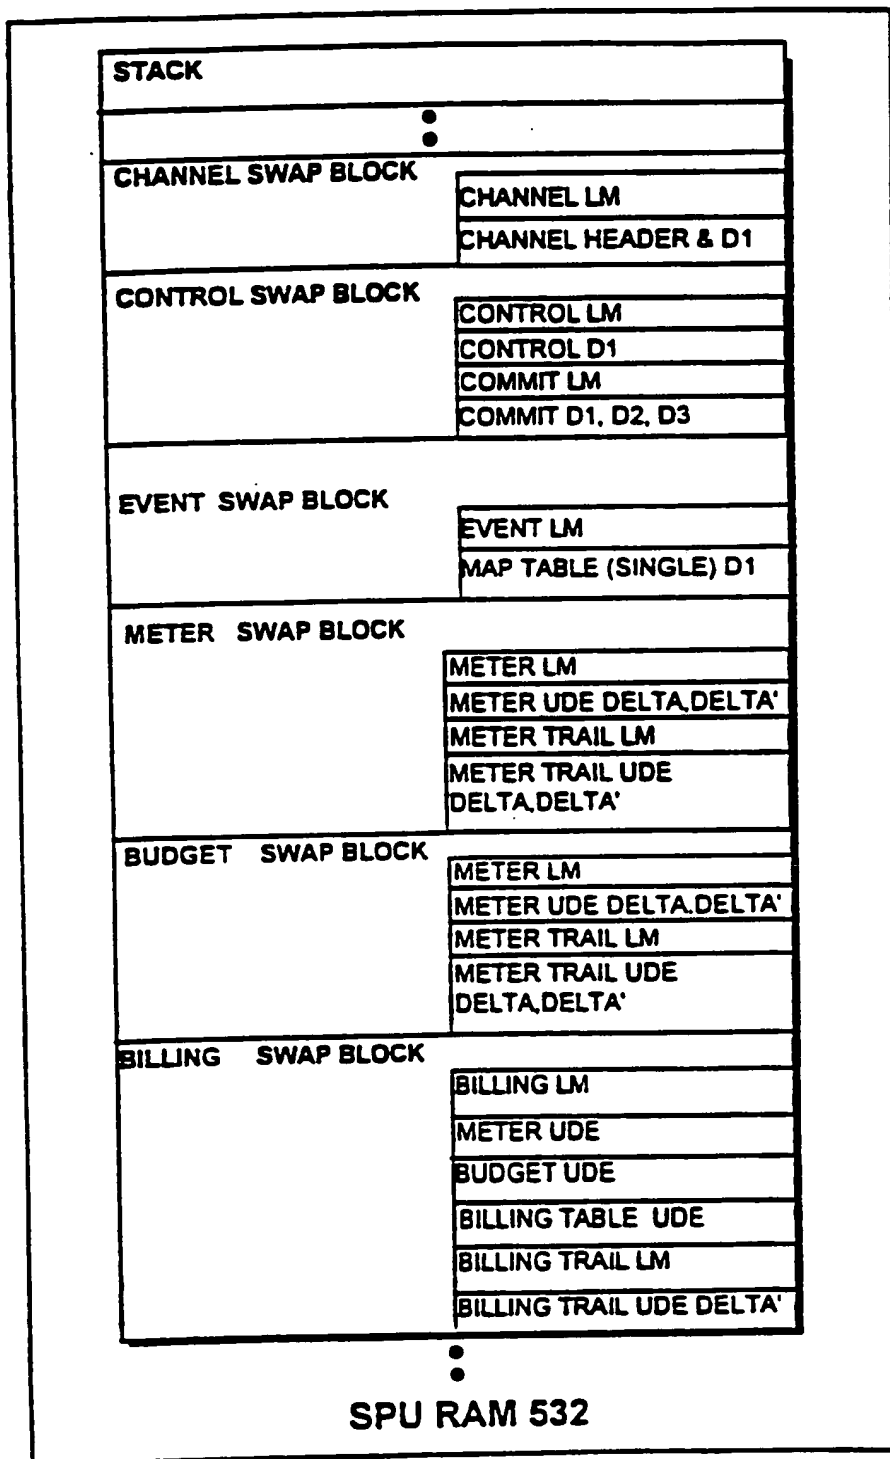 STACK
CHANNEL SWAP BLOCK
CHANNEL LM
CHANNEL HEADER & D1
CONTROL SWAP BLOCK
CONTROL LM
CONTROL D1
COMMIT LM
COMMIT D1, D2, D3
EVENT SWAP BLOCK
EVENT LM
MAP TABLE (SINGLE) D1
METER SWAP BLOCK
METER LM
METER UDE DELTA,DELTA'
METER TRAIL LM
METER TRAIL UDE
DELTA,DELTA'
BUDGET SWAP BLOCK
METER LM
METER UDE DELTA.DELTA'
METER TRAIL LM
METER TRAIL UDE
DELTA,DELTA'
BILLING SWAP BLOCK
BILLING LM
METER UDE
BUDGET UDE
BILLING TABLE UDE
BILLING TRAIL LM
BILLING TRAIL UDE DELTA'
SPU RAM 532